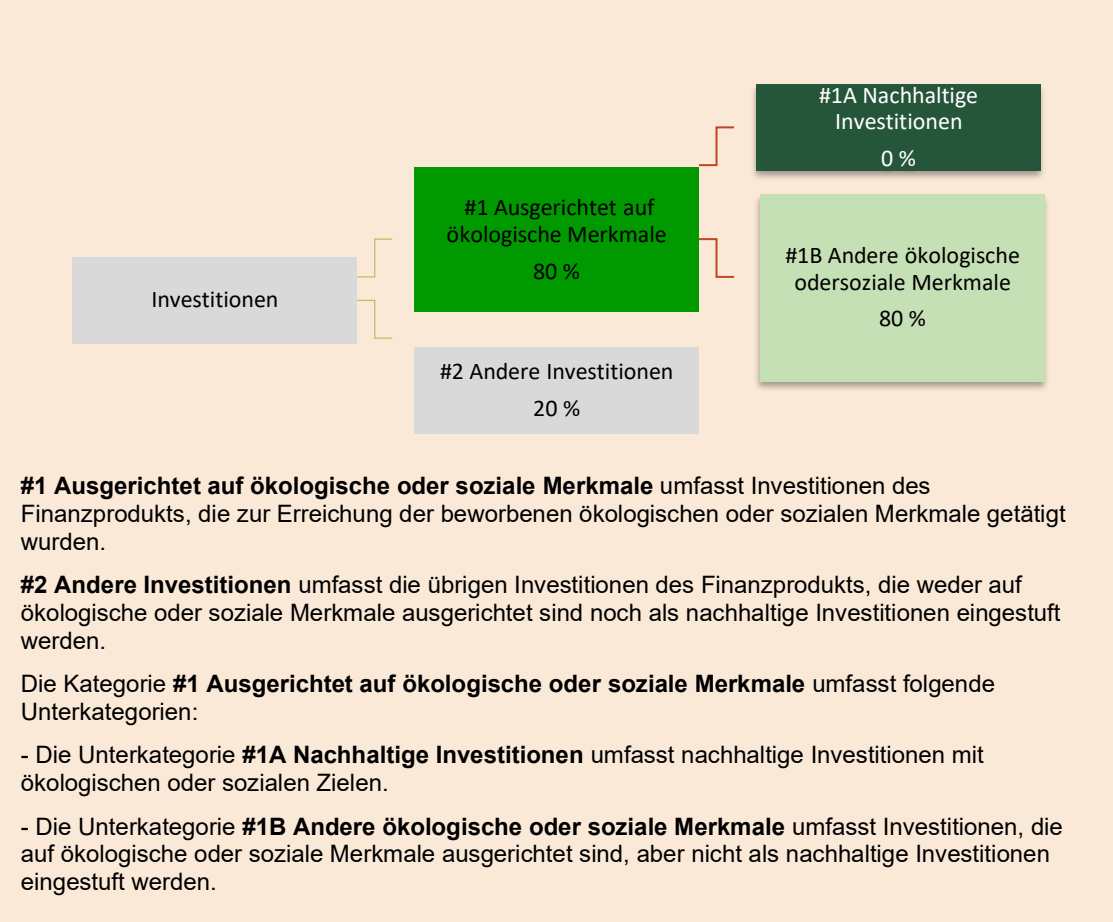 #1A Nachhaltige
Investitionen
0 %
#1 Ausgerichtet auf
ökologische Merkmale
80 %
#1B Andere ökologische
odersoziale Merkmale
80 %
Investitionen
#2 Andere Investitionen
20 %
#1 Ausgerichtet auf ökologische oder soziale Merkmale umfasst Investitionen des
Finanzprodukts, die zur Erreichung der beworbenen ökologischen oder sozialen Merkmale getätigt
wurden.
#2 Andere Investitionen umfasst die übrigen Investitionen des Finanzprodukts, die weder auf
ökologische oder soziale Merkmale ausgerichtet sind noch als nachhaltige Investitionen eingestuft
werden.
Die Kategorie #1 Ausgerichtet auf ökologische oder soziale Merkmale umfasst folgende
Unterkategorien:
- Die Unterkategorie #1A Nachhaltige Investitionen umfasst nachhaltige Investitionen mit
ökologischen oder sozialen Zielen.
- Die Unterkategorie #1B Andere ökologische oder soziale Merkmale umfasst Investitionen, die
auf ökologische oder soziale Merkmale ausgerichtet sind, aber nicht als nachhaltige Investitionen
eingestuft werden.